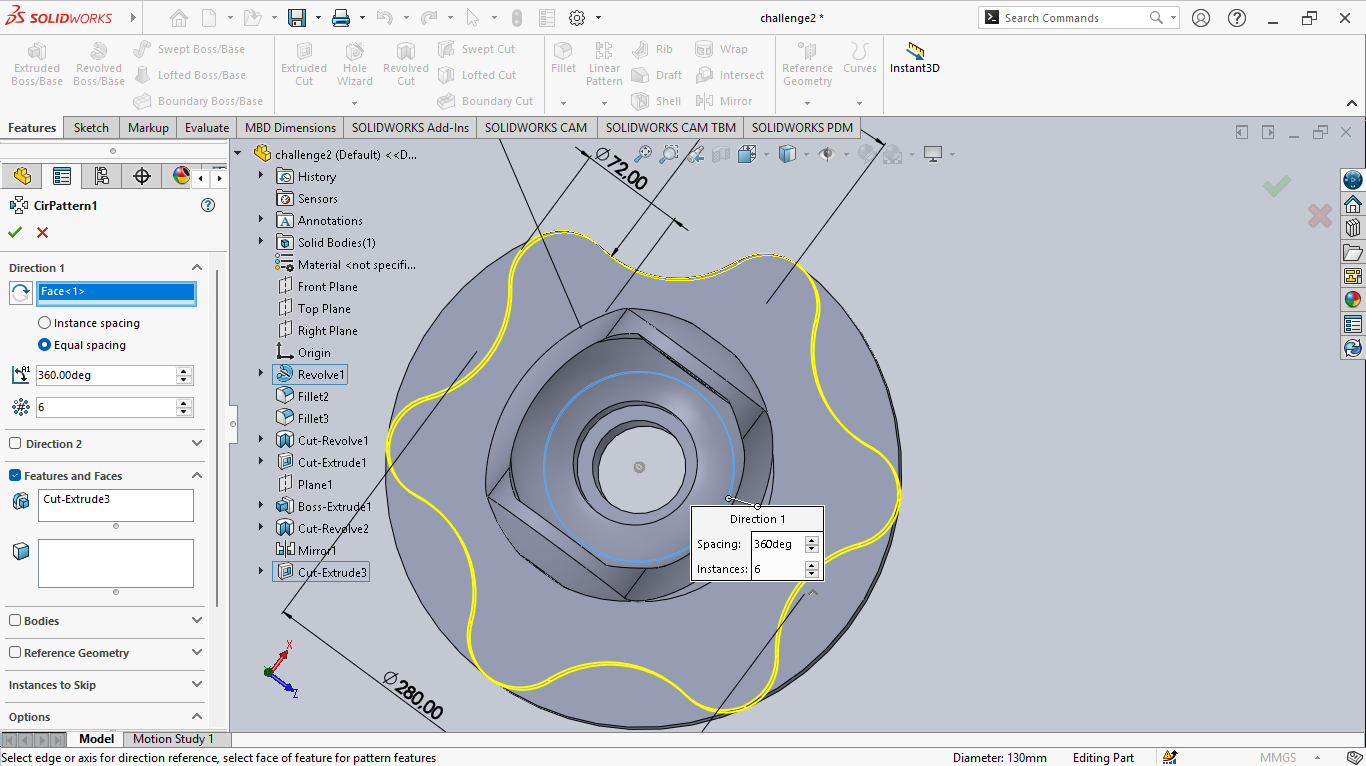 SOLIDWORKS
challenge2 *
Search Commands
Extruded Boss/Base
Revolved Boss/Base
Swept Boss/Base
Lofted Boss/Base
Boundary Boss/Base
Extruded Cut
Hole Wizard
Revolved Cut
Swept Cut
Lofted Cut
Boundary Cut
Fillet
Linear Pattern
Rib
Draft
Shell
Wrap
Intersect
Mirror
Reference Geometry
Curves
Instant3D
Features
Sketch
Markup
Evaluate
MBD Dimensions
SOLIDWORKS Add-Ins
SOLIDWORKS CAM
SOLIDWORKS CAM TBM
SOLIDWORKS PDM
CirPattern1
Direction 1
Face<1>
Instance spacing
Equal spacing
360.00deg
6
Direction 2
Features and Faces
Cut-Extrude3
Bodies
Reference Geometry
Instances to Skip
Options
challenge2 (Default) <<D...
History
Sensors
Annotations
Solid Bodies(1)
Material <not specifi...
Front Plane
Top Plane
Right Plane
Origin
Revolve1
Fillet2
Fillet3
Cut-Revolve1
Cut-Extrude1
Plane1
Boss-Extrude1
Cut-Revolve2
Mirror1
Cut-Extrude3
∅72,00
∅280,00
Direction 1
Spacing: 360deg
Instances: 6
X
Z
Model
Motion Study 1
Select edge or axis for direction reference, select face of feature for pattern features
Diameter: 130mm
Editing Part
MMGS